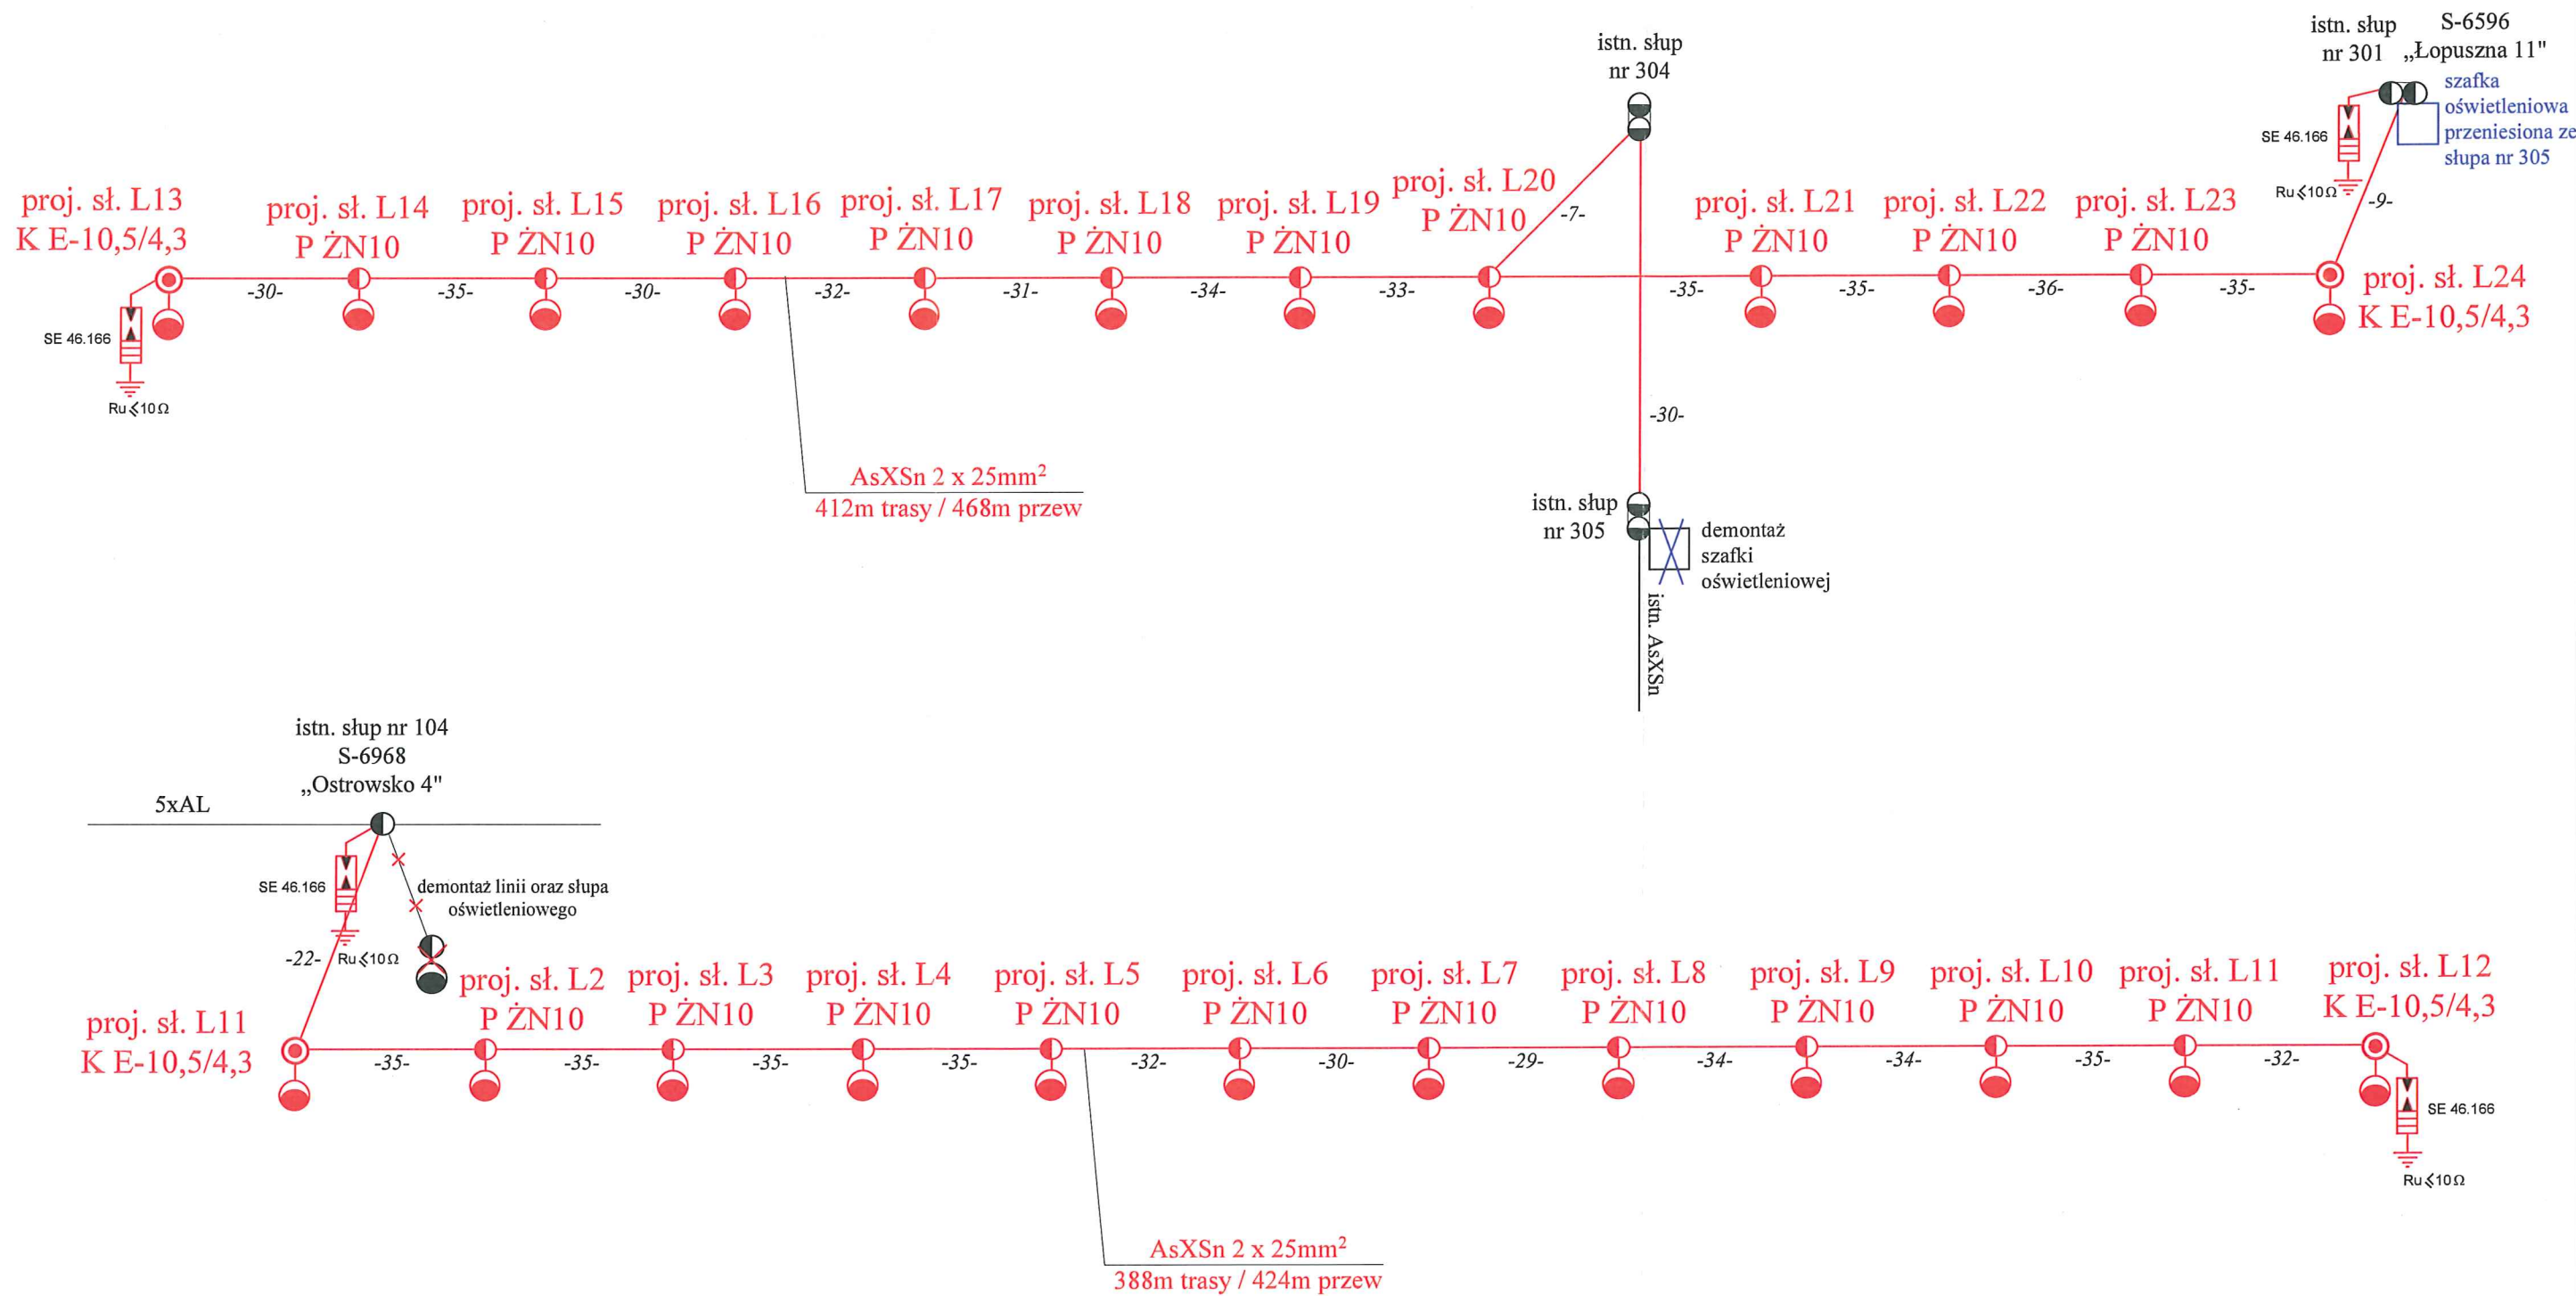 istn. słup
nr 304
istn. słup
nr 301
S-6596
„Łopuszna 11"
szafka
oświetleniowa
przeniesiona ze
słupa nr 305
SE 46.166
Ru⩽10Ω
-9-
proj. sł. L13
K E-10,5/4,3
proj. sł. L14
P ŻN10
proj. sł. L15
P ŻN10
proj. sł. L16
P ŻN10
proj. sł. L17
P ŻN10
proj. sł. L18
P ŻN10
proj. sł. L19
P ŻN10
proj. sł. L20
P ŻN10
-7-
proj. sł. L21
P ŻN10
proj. sł. L22
P ŻN10
proj. sł. L23
P ŻN10
proj. sł. L24
K E-10,5/4,3
-30-
-35-
-30-
-32-
-31-
-34-
-33-
-35-
-35-
-36-
-35-
SE 46.166
Ru⩽10Ω
-30-
AsXSn 2 x 25mm²
412m trasy / 468m przew
istn. słup
nr 305
demontaż
szafki
oświetleniowej
istn. AsXSn
istn. słup nr 104
S-6968
„Ostrowsko 4"
5xAL
SE 46.166
demontaż linii oraz słupa
oświetleniowego
-22-
Ru⩽10Ω
proj. sł. L11
K E-10,5/4,3
proj. sł. L2
P ŻN10
proj. sł. L3
P ŻN10
proj. sł. L4
P ŻN10
proj. sł. L5
P ŻN10
proj. sł. L6
P ŻN10
proj. sł. L7
P ŻN10
proj. sł. L8
P ŻN10
proj. sł. L9
P ŻN10
proj. sł. L10
P ŻN10
proj. sł. L11
P ŻN10
proj. sł. L12
K E-10,5/4,3
-35-
-35-
-35-
-35-
-32-
-30-
-29-
-34-
-34-
-35-
-32-
SE 46.166
Ru⩽10Ω
AsXSn 2 x 25mm²
388m trasy / 424m przew